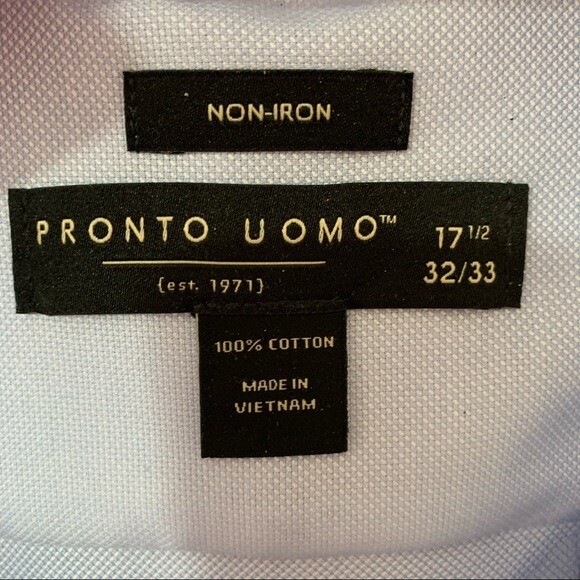 NON-IRON
PRONTO UOMO™ 17 1/2
{est. 1971} 32/33
100% COTTON
MADE IN
VIETNAM